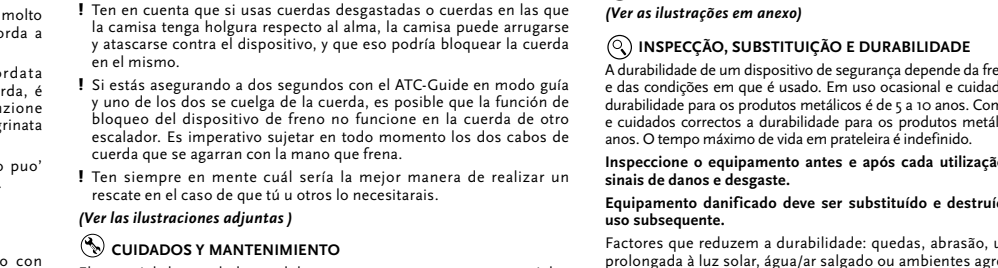 molto
orda a
ordata
rda, é
nzione
grinata
o puo'
o con
! Ten en cuenta que si usas cuerdas desgastadas o cuerdas en las que
la camisa tenga holgura respecto al alma, la camisa puede arrugarse
y atascarse contra el dispositivo, y que eso podría bloquear la cuerda
en el mismo.
! Si estás asegurando a dos segundos con el ATC-Guide en modo guía
y uno de los dos se cuelga de la cuerda, es posible que la función de
bloqueo del dispositivo de freno no funcione en la cuerda de otro
escalador. Es imperativo sujetar en todo momento los dos cabos de
cuerda que se agarran con la mano que frena.
! Ten siempre en mente cuál sería la mejor manera de realizar un
rescate en el caso de que tú u otros lo necesitarais.
(Ver las ilustraciones adjuntas )
CUIDADOS Y MANTENIMIENTO
(Ver as ilustrações em anexo)
INSPECÇÃO, SUBSTITUIÇÃO E DURABILIDADE
A durabilidade de um dispositivo de segurança depende da fre
e das condições em que é usado. Em uso ocasional e cuidad
durabilidade para os produtos metálicos é de 5 a 10 anos. Con
e cuidados correctos a durabilidade para os produtos metál
anos. O tempo máximo de vida em prateleira é indefinido.
Inspeccione o equipamento antes e após cada utilizaçã
sinais de danos e desgaste.
Equipamento danificado deve ser substituído e destruí
uso subsequente.
Factores que reduzem a durabilidade: quedas, abrasão, u
prolongada à luz solar, água/ar salgado ou ambientes agr